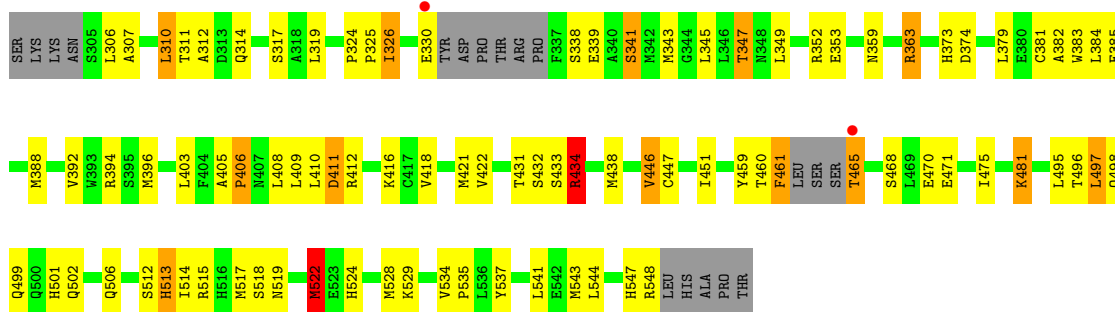 SER LYS LYS ASN S305 L306 A307 L310 T311 A312 D313 Q314 S317 A318 L319 P324 P325 I326 E330 TYR ASP PRO THR ARG PRO F337 S338 E339 A340 S341 M342 M343 G344 L345 L346 T347 N348 L349 R352 E353 N359 R363 H373 D374 L379 E380 C381 A382 W383 L384
M388 V392 W393 R394 S395 M396 L403 F404 A405 P406 N407 L408 L409 L410 D411 R412 K416 C417 V418 M421 V422 T431 S432 S433 R434 M438 V446 C447 I451 Y459 T460 F461 LEU SER SER T465 S468 L469 E470 E471 I475 K481 L495 T496 L497
Q499 Q500 H501 Q502 Q506 S512 H513 I514 R515 H516 M517 S518 N519 M522 E523 H524 M528 K529 V534 P535 L536 Y537 L541 E542 M543 L544 H547 R548 LEU HIS ALA PRO THR